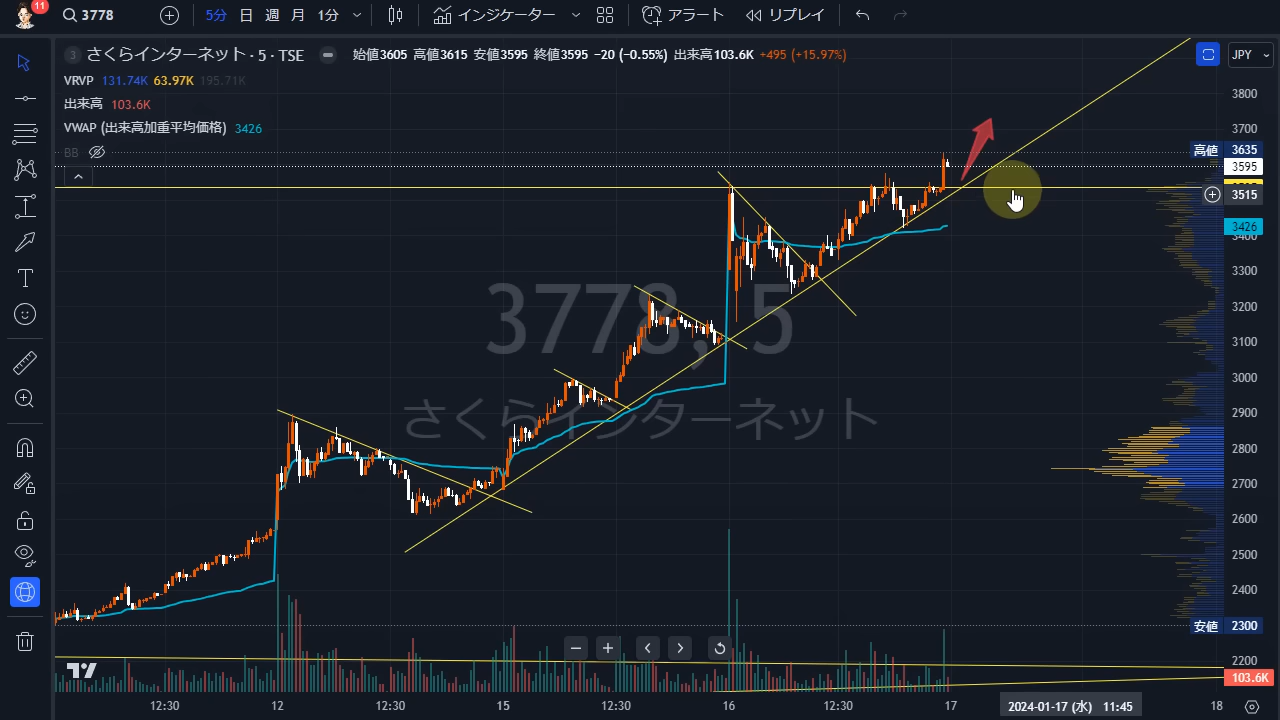 11
3778
5分 日 週 月 1分
インジケーター
アラート
リプレイ
3 さくらインターネット · 5 · TSE
始値3605 高値3615 安値3595 終値3595 −20 (−0.55%) 出来高103.6K +495 (+15.97%)
JPY
VRVP 131.74K 63.97K 195.71K
出来高 103.6K
VWAP (出来高加重平均価格) 3426
BB
3800
3700
高値 3635
3595
3515
3426
3400
3300
3200
3100
3000
2900
2800
2700
2600
2500
2400
安値 2300
2200
103.6K
3778, 5
さくらインターネット
12:30 12 12:30 15 12:30 16 12:30 17 2024-01-17 (水) 11:45 18